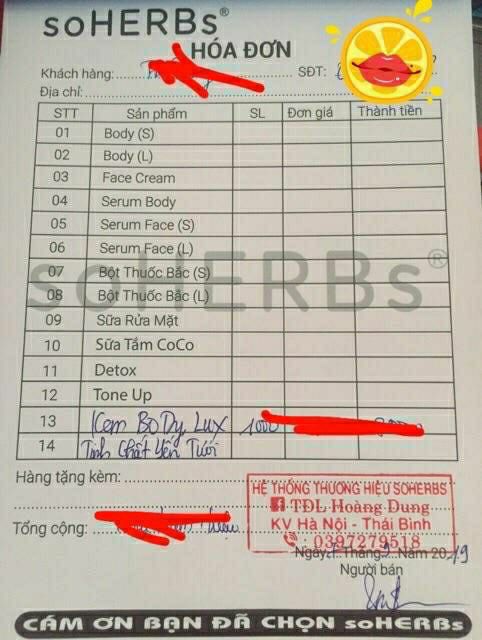 soHERBs®
HÓA ĐƠN
Khách hàng: SĐT:
Địa chỉ:
STT Sản phẩm SL Đơn giá Thành tiền
01 Body (S)
02 Body (L)
03 Face Cream
04 Serum Body
05 Serum Face (S)
06 Serum Face (L)
07 Bột Thuốc Bắc (S)
08 Bột Thuốc Bắc (L)
soHERBs®
09 Sữa Rửa Mặt
10 Sữa Tắm CoCo
11 Detox
12 Tone Up
13 Kem BoDy Lux 1000
14 Tinh Chất Yến Tươi
Hàng tặng kèm:
HỆ THỐNG THƯƠNG HIỆU SOHERBS
TĐL Hoàng Dung
KV Hà Nội - Thái Bình
0397279518
Tổng cộng:
Ngày Tháng Năm 2019
Người bán
CÁM ƠN BẠN ĐÃ CHỌN soHERBs